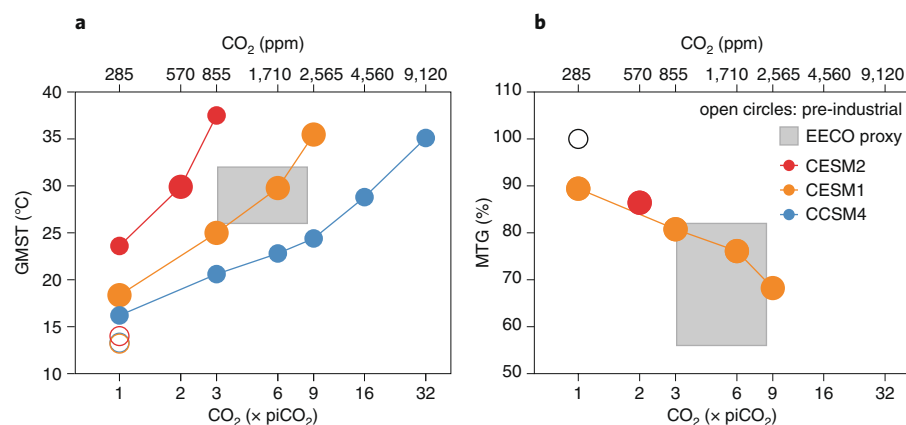 a
CO2 (ppm)
285 570 855 1,710 2,565 4,560 9,120
40
35
30
25
20
15
10
GMST (°C)
1 2 3 6 9 16 32
CO2 (× piCO2)
b
CO2 (ppm)
285 570 855 1,710 2,565 4,560 9,120
110
100
90
80
70
60
50
MTG (%)
open circles: pre-industrial
EECO proxy
CESM2
CESM1
CCSM4
1 2 3 6 9 16 32
CO2 (× piCO2)